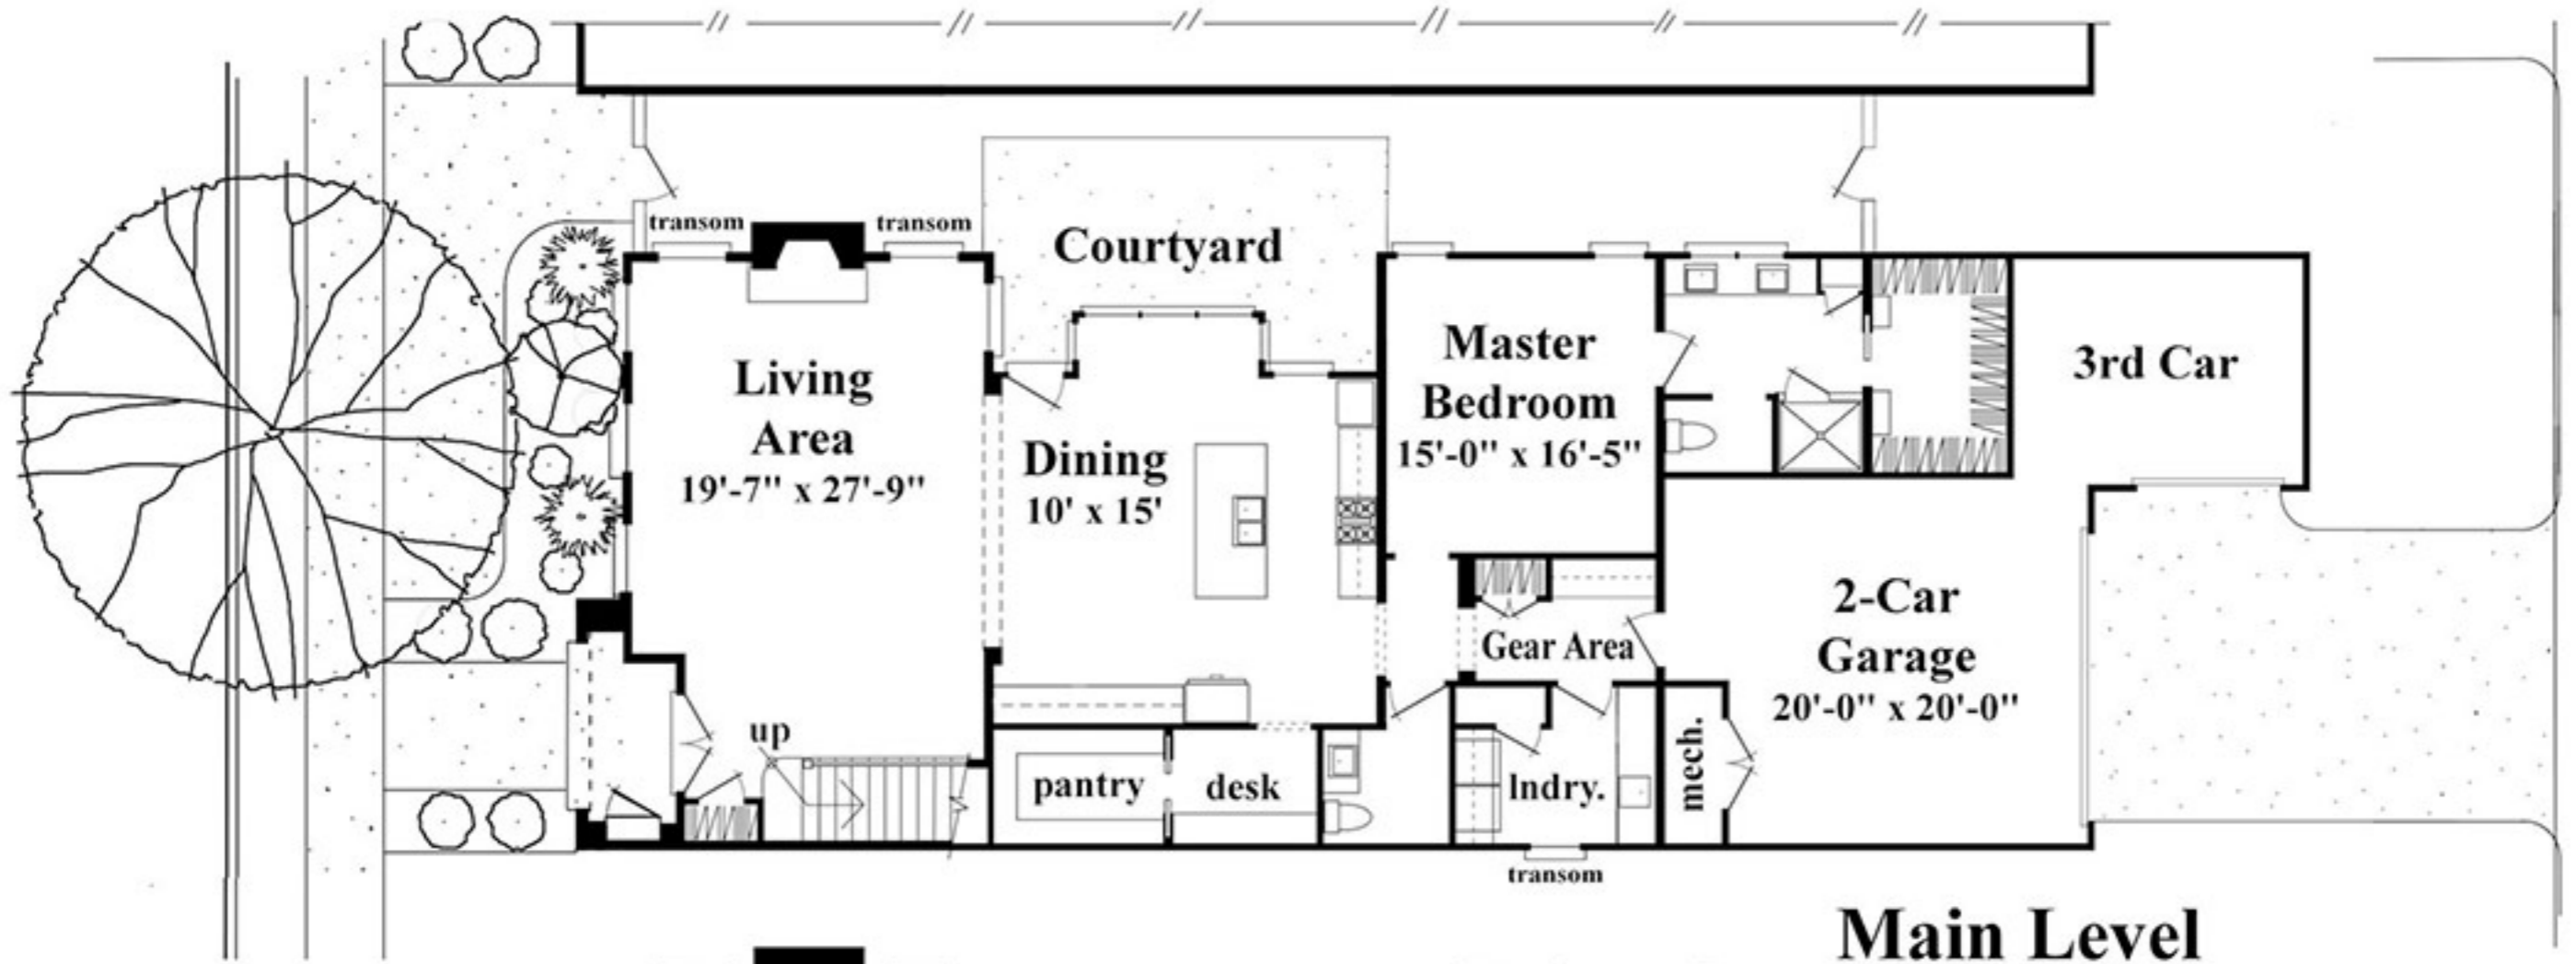 transom
transom
Courtyard
Living
Area
19'-7" x 27'-9"
Dining
10' x 15'
Master
Bedroom
15'-0" x 16'-5"
3rd Car
Gear Area
2-Car
Garage
20'-0" x 20'-0"
up
pantry
desk
lndry.
mech.
transom
Main Level